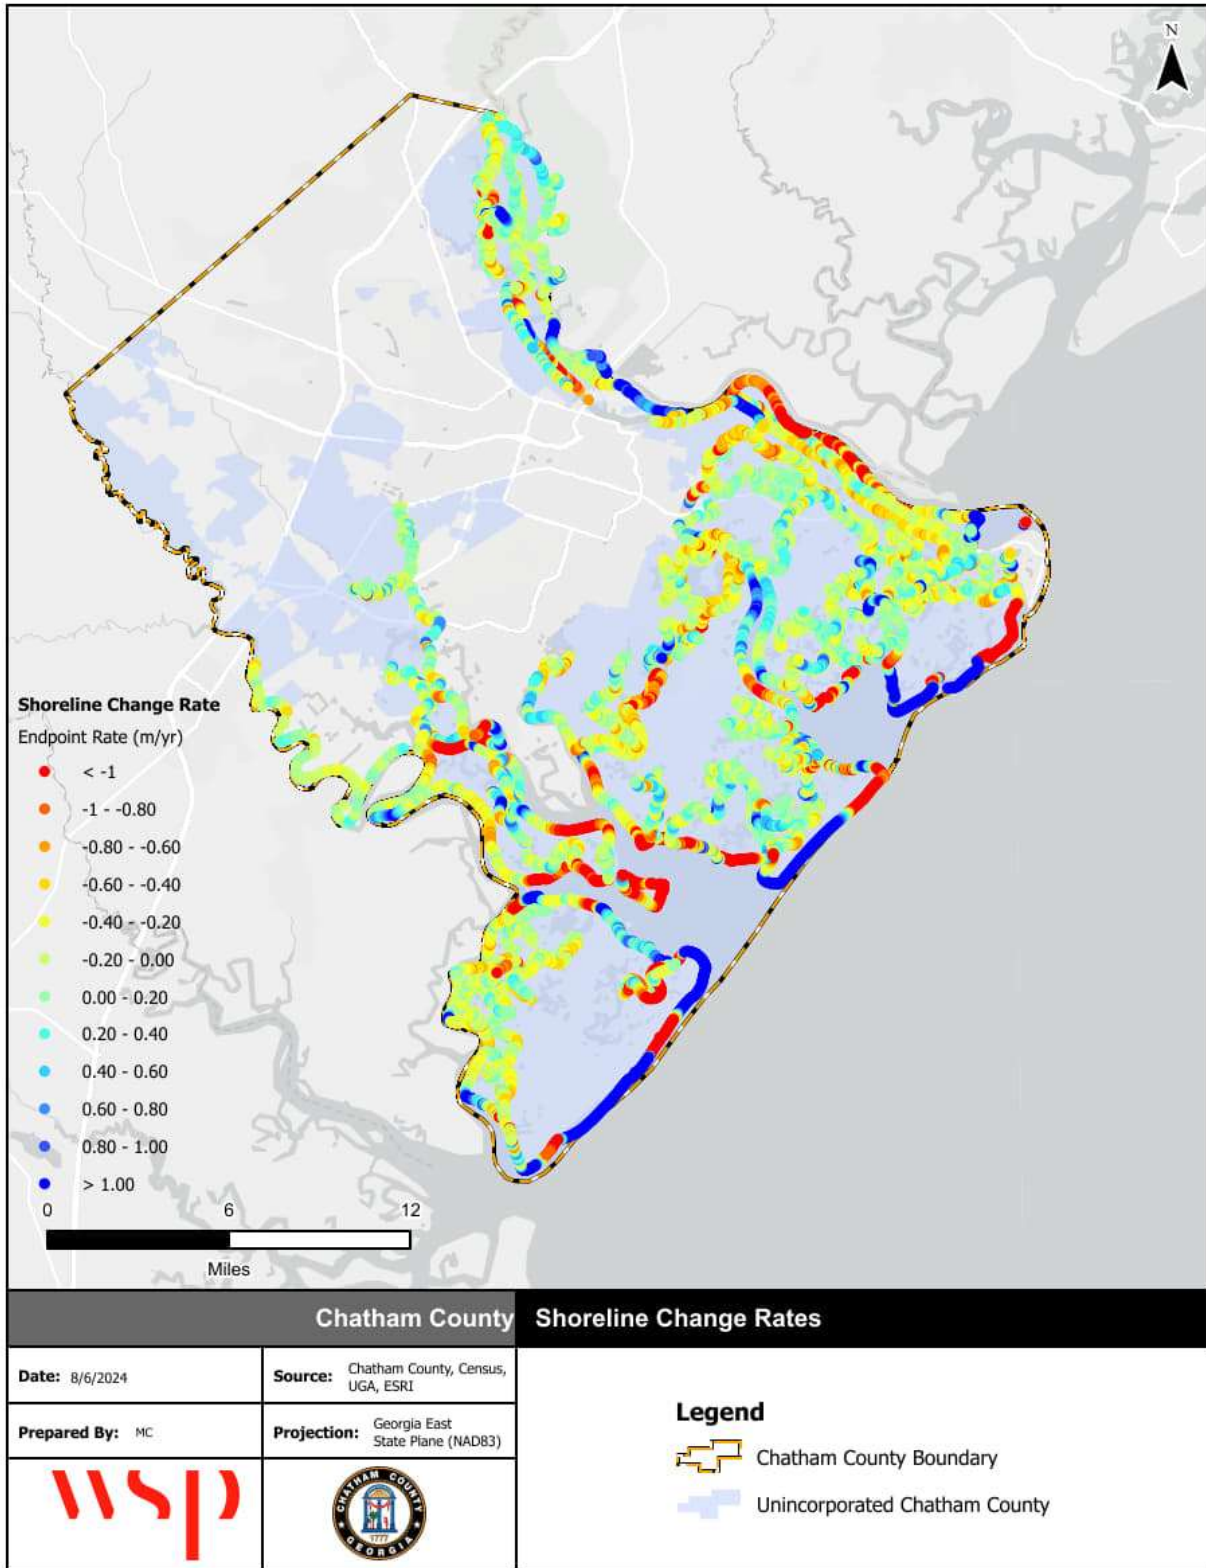 N
Shoreline Change Rate
Endpoint Rate (m/yr)
< -1
-1 - -0.80
-0.80 - -0.60
-0.60 - -0.40
-0.40 - -0.20
-0.20 - 0.00
0.00 - 0.20
0.20 - 0.40
0.40 - 0.60
0.60 - 0.80
0.80 - 1.00
> 1.00
0 6 12
Miles
Chatham County Shoreline Change Rates
Date: 8/6/2024
Source: Chatham County, Census,
UGA, ESRI
Prepared By: MC
Projection: Georgia East
State Plane (NAD83)
wsp
CHATHAM COUNTY
1777
GEORGIA
Legend
Chatham County Boundary
Unincorporated Chatham County